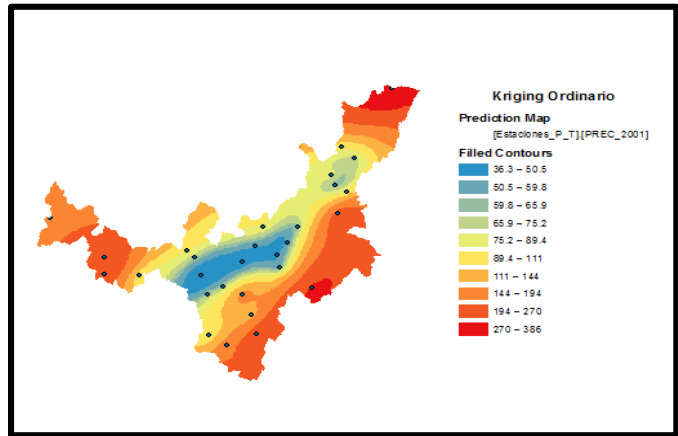 Kriging Ordinario
Prediction Map
[Estaciones_P_T].[PREC_2001]
Filled Contours
36.3 – 50.5
50.5 – 59.8
59.8 – 65.9
65.9 – 75.2
75.2 – 89.4
89.4 – 111
111 – 144
144 – 194
194 – 270
270 – 386